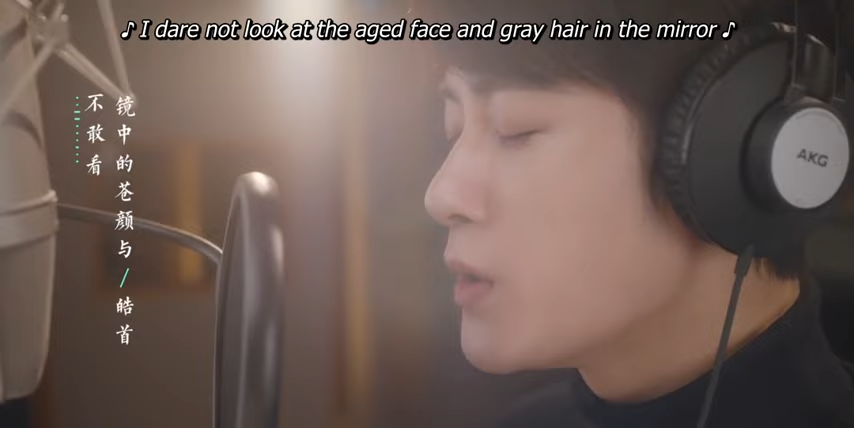 ♪ I dare not look at the aged face and gray hair in the mirror ♪
不敢看
镜中的苍颜与/皓首
AKG